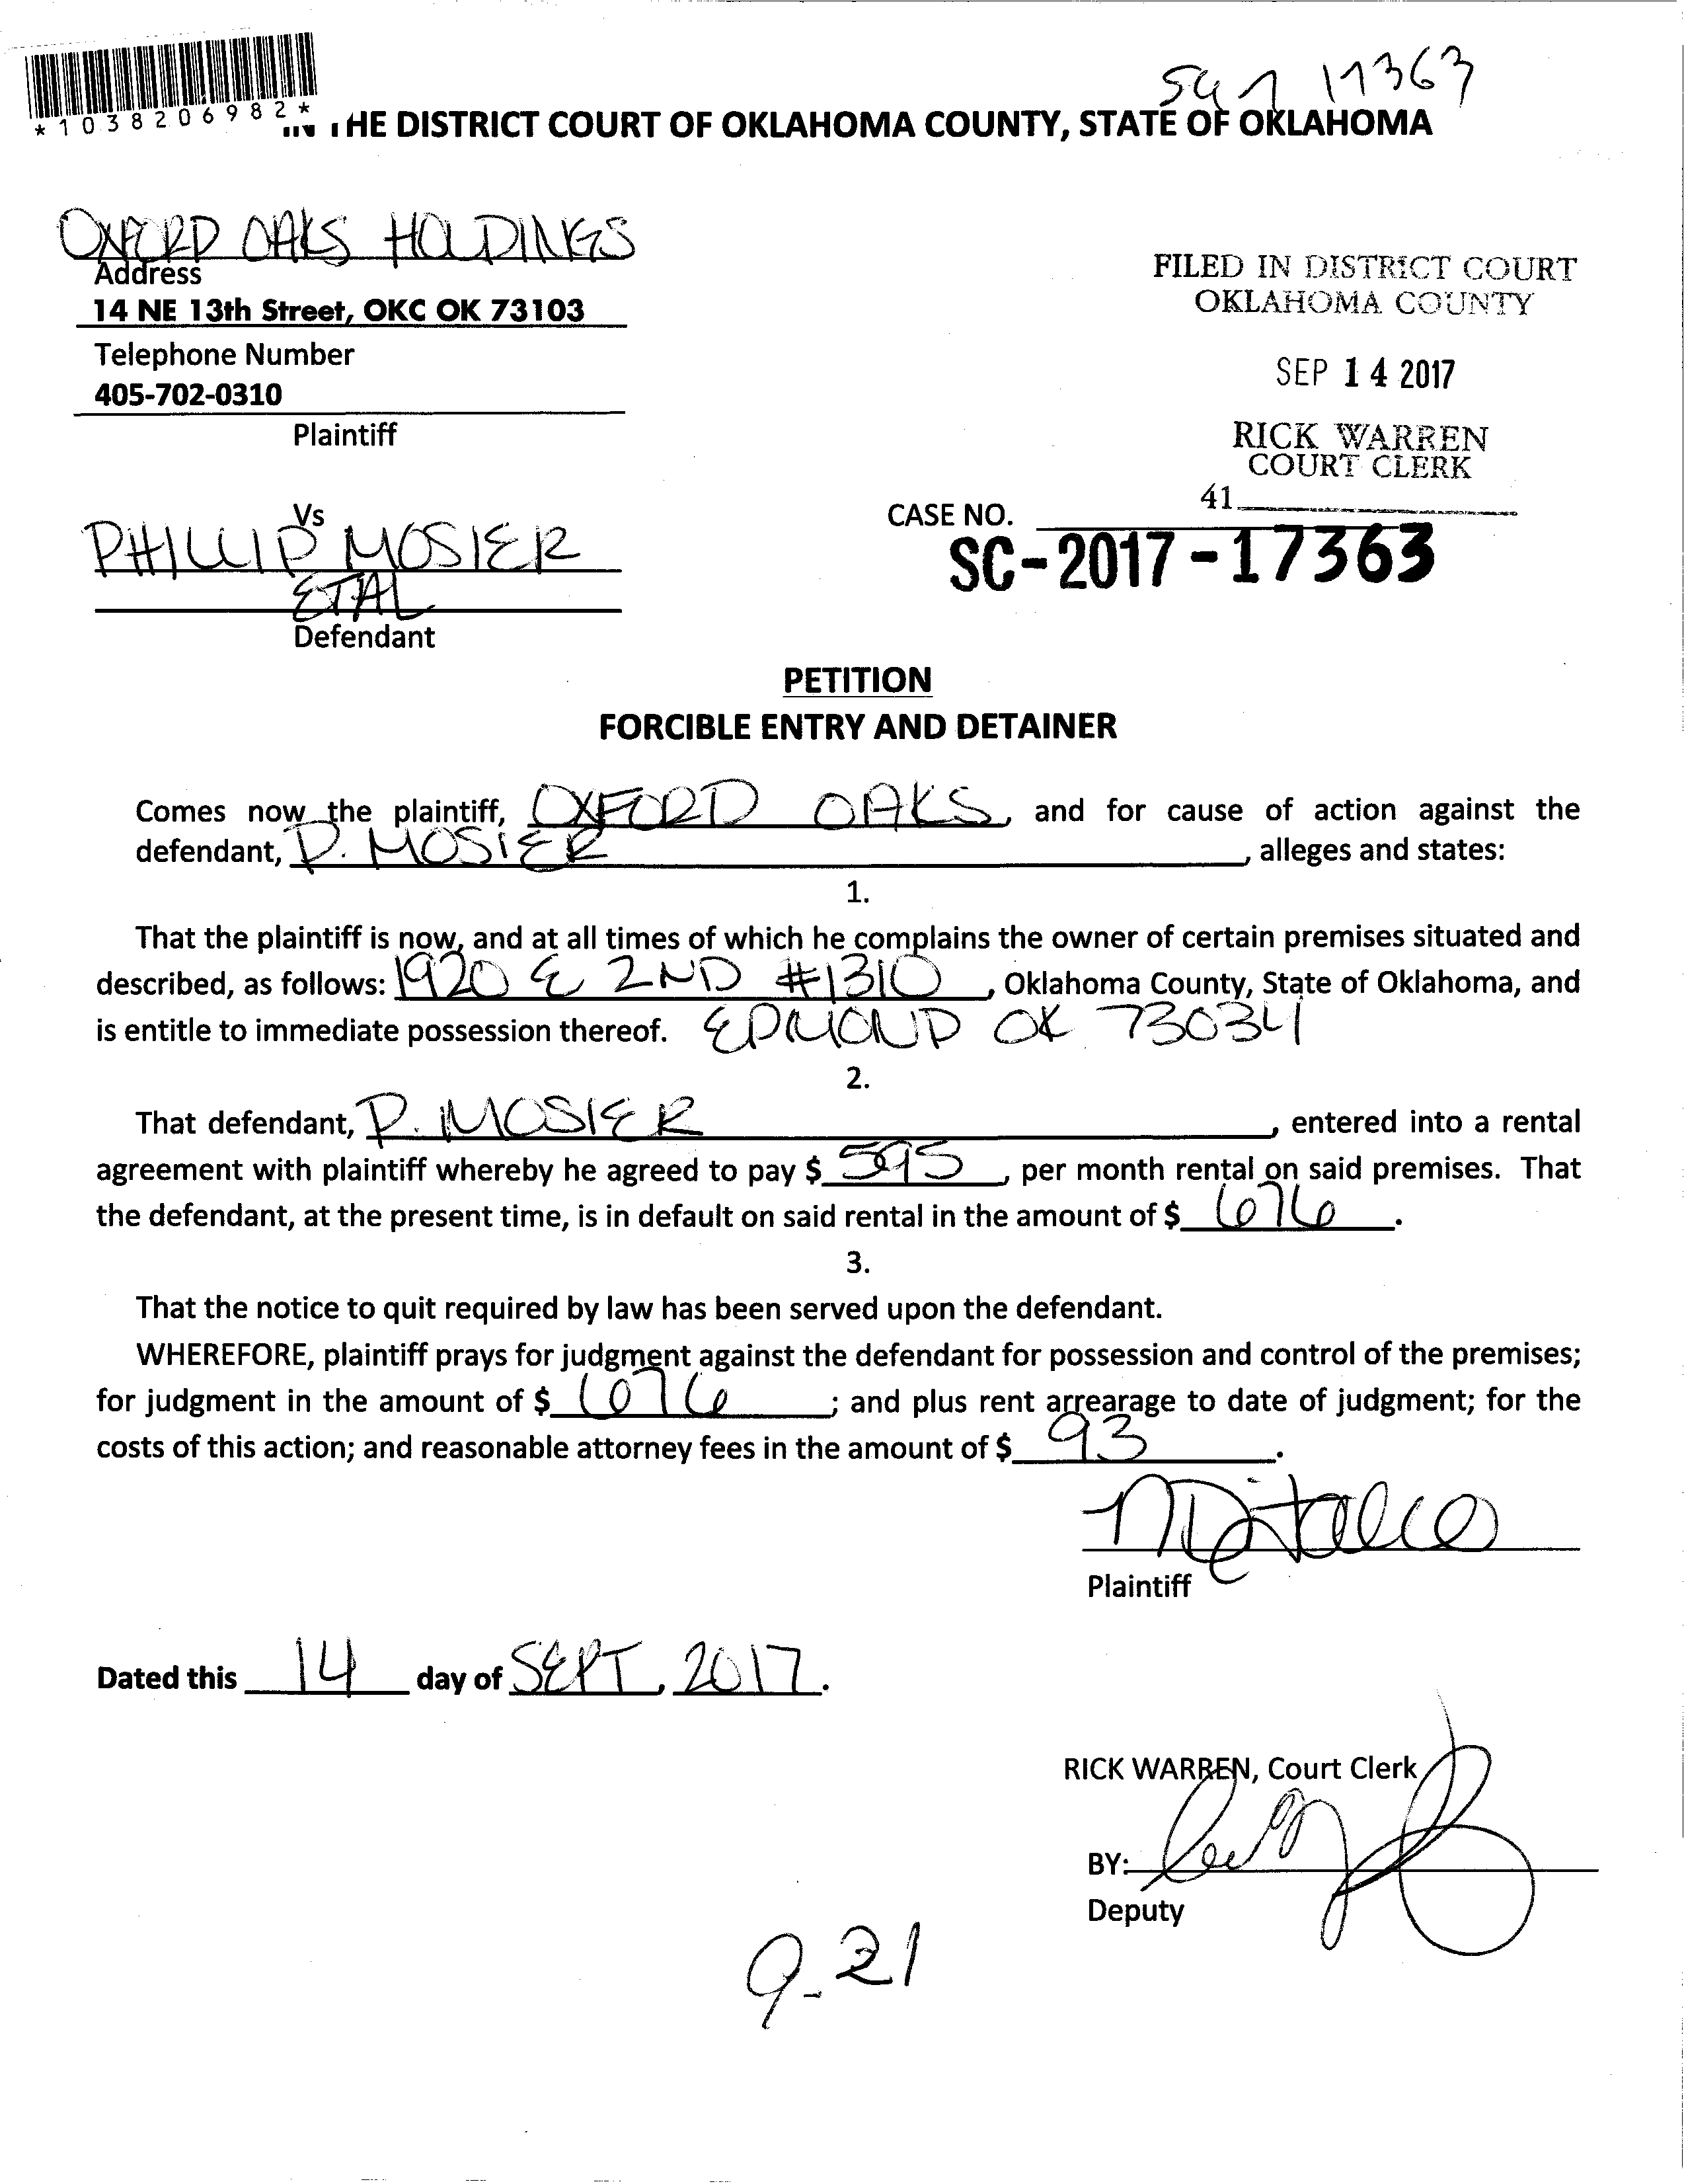 *1038206982*
17363
IN THE DISTRICT COURT OF OKLAHOMA COUNTY, STATE OF OKLAHOMA
OXFORD OAKS HOLDINGS
Address
14 NE 13th Street, OKC OK 73103
Telephone Number
405-702-0310
Plaintiff
FILED IN DISTRICT COURT
OKLAHOMA COUNTY
SEP 14 2017
RICK WARREN
COURT CLERK
41
Vs
PHILLIP MOSIER
ETAL
Defendant
CASE NO.
SC-2017-17363
PETITION
FORCIBLE ENTRY AND DETAINER
Comes now the plaintiff, OXFORD OAKS, and for cause of action against the
defendant, P. MOSIER, alleges and states:
1.
That the plaintiff is now, and at all times of which he complains the owner of certain premises situated and
described, as follows: 1920 E 2ND #1310, Oklahoma County, State of Oklahoma, and
is entitle to immediate possession thereof. EDMOND OK 73034
2.
That defendant, P. MOSIER, entered into a rental
agreement with plaintiff whereby he agreed to pay $ 595, per month rental on said premises. That
the defendant, at the present time, is in default on said rental in the amount of $ 676.
3.
That the notice to quit required by law has been served upon the defendant.
WHEREFORE, plaintiff prays for judgment against the defendant for possession and control of the premises;
for judgment in the amount of $ 676; and plus rent arrearage to date of judgment; for the
costs of this action; and reasonable attorney fees in the amount of $ 93.
Plaintiff
Dated this 14 day of SEPT, 2017.
RICK WARREN, Court Clerk
BY:
Deputy
9-21